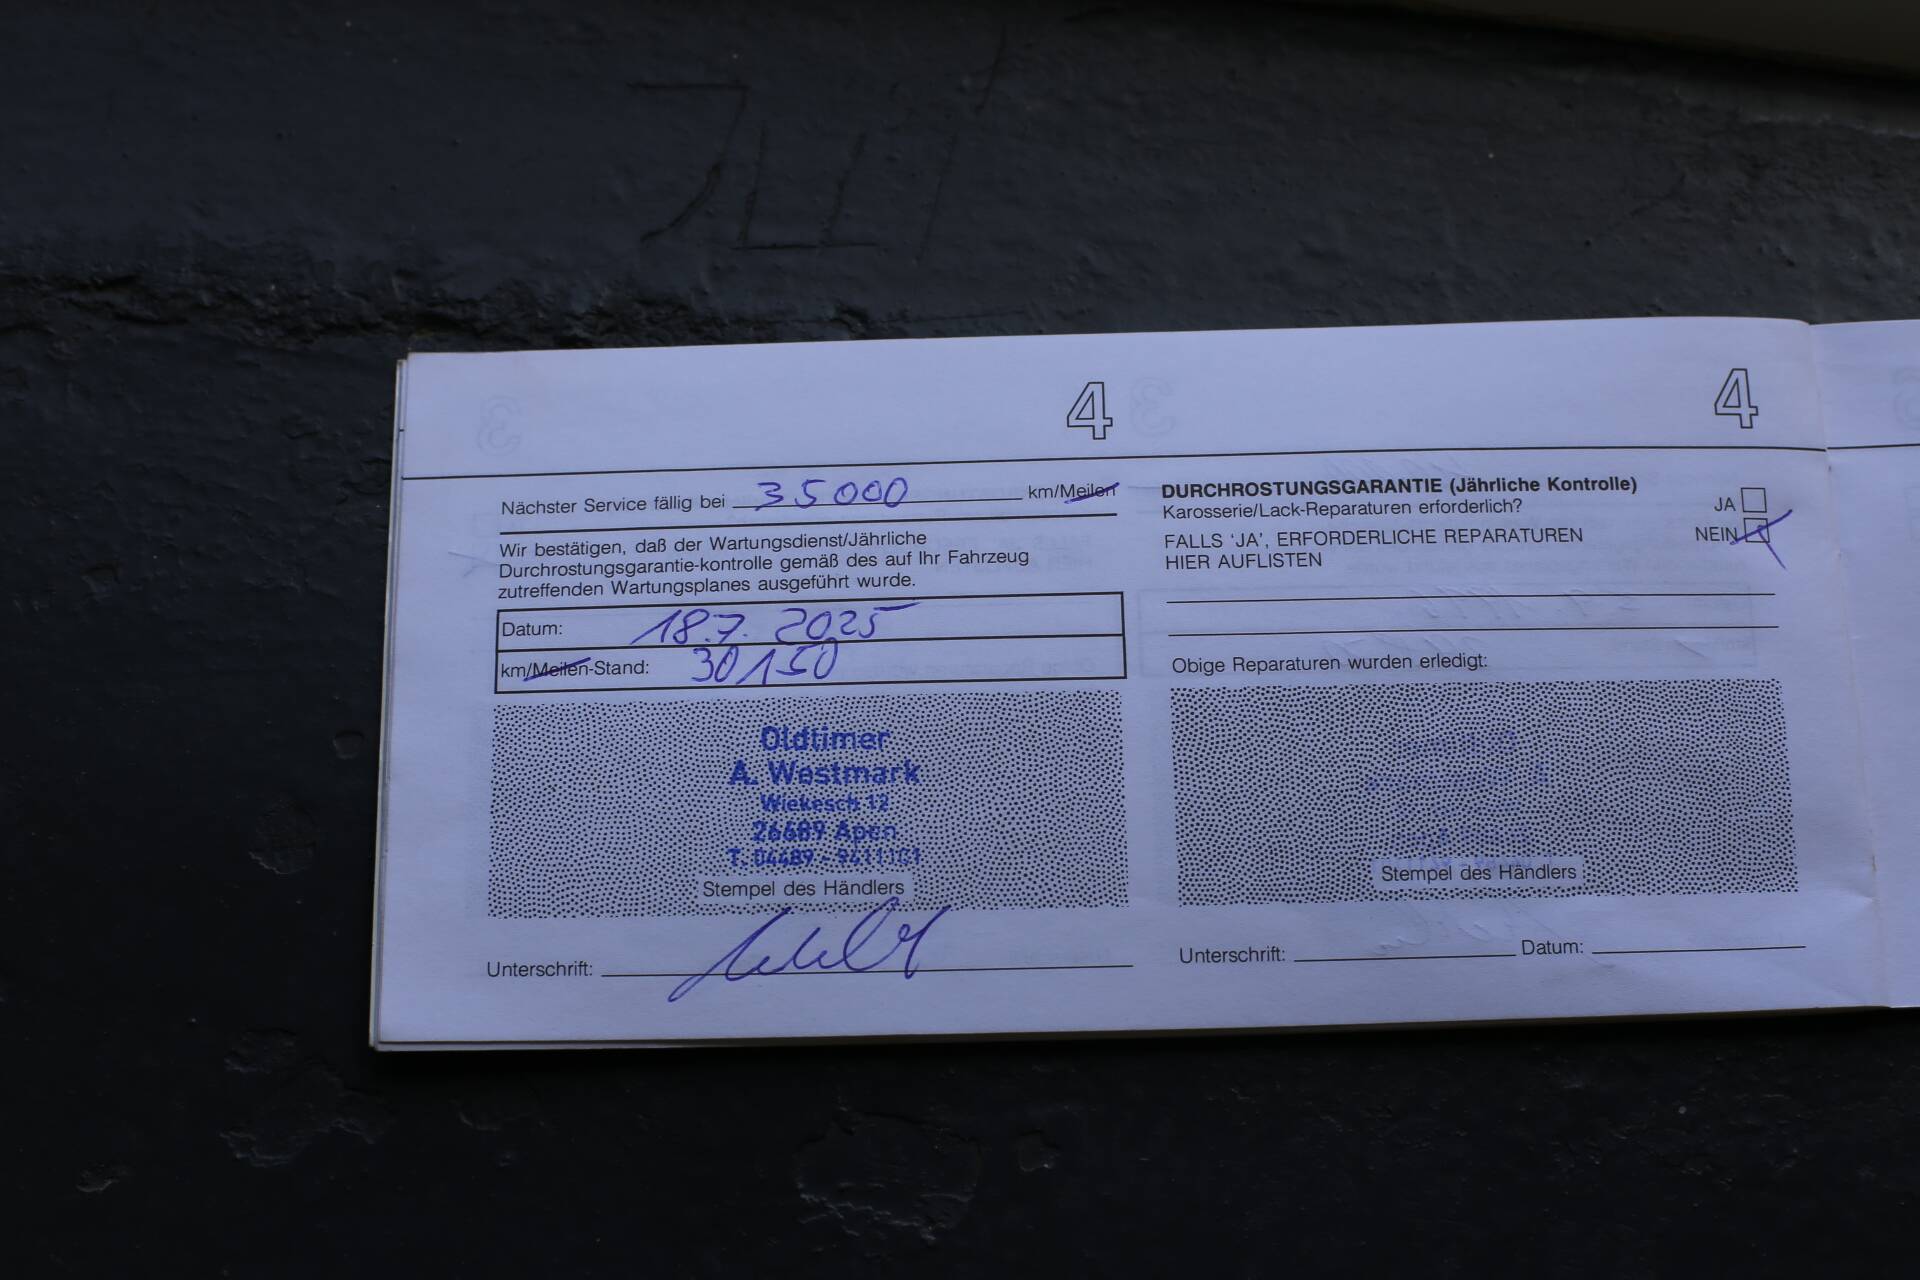 4
Nächster Service fällig bei 35000 km/Meilen
Wir bestätigen, daß der Wartungsdienst/Jährliche
Durchrostungsgarantie-kontrolle gemäß des auf Ihr Fahrzeug
zutreffenden Wartungsplanes ausgeführt wurde.
Datum: 18.7. 2025
km/Meilen-Stand: 30150
Oldtimer
A. Westmark
Wiekesch 12
26689 Apen
T. 04489 - 9411101
Stempel des Händlers
Unterschrift:
4
DURCHROSTUNGSGARANTIE (Jährliche Kontrolle)
Karosserie/Lack-Reparaturen erforderlich?
JA
NEIN
FALLS 'JA', ERFORDERLICHE REPARATUREN
HIER AUFLISTEN
Obige Reparaturen wurden erledigt:
Stempel des Händlers
Unterschrift: Datum: